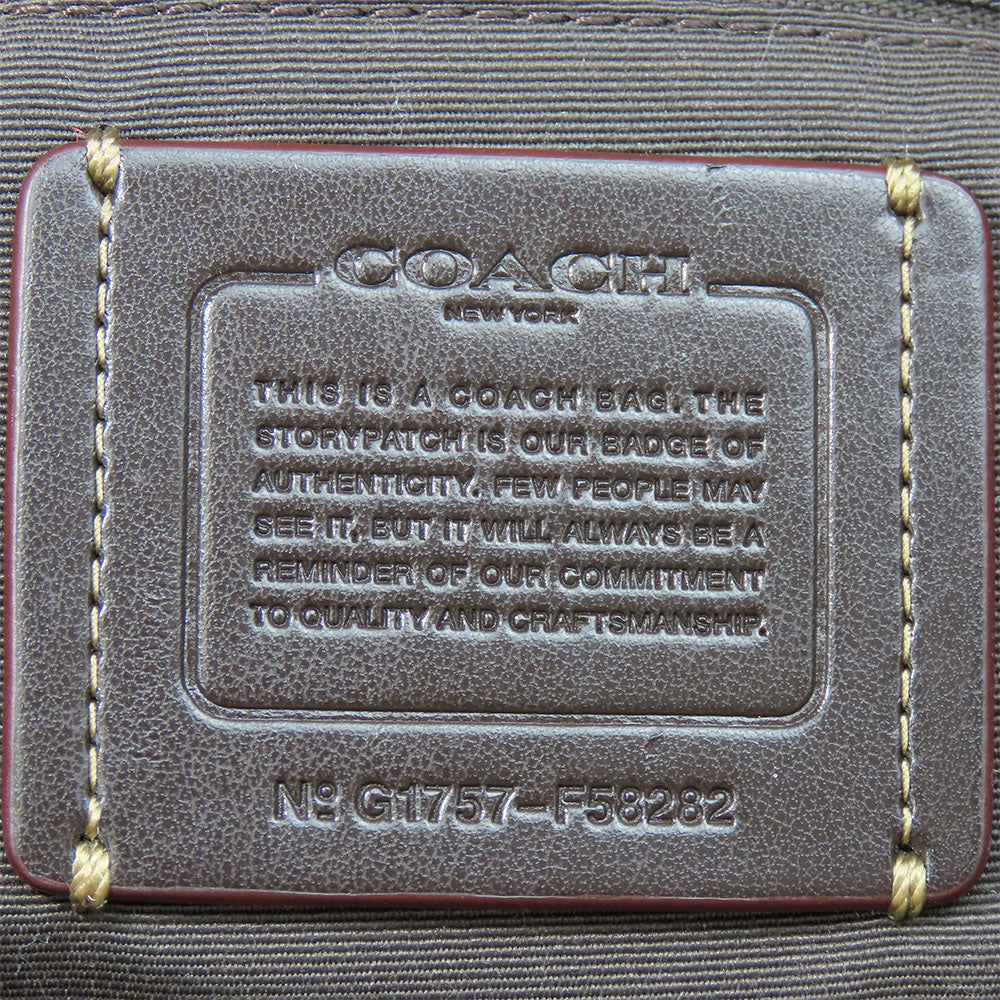 COACH
NEW YORK
THIS IS A COACH BAG. THE
STORYPATCH IS OUR BADGE OF
AUTHENTICITY. FEW PEOPLE MAY
SEE IT, BUT IT WILL ALWAYS BE A
REMINDER OF OUR COMMITMENT
TO QUALITY AND CRAFTSMANSHIP.
Nº G1757-F58282